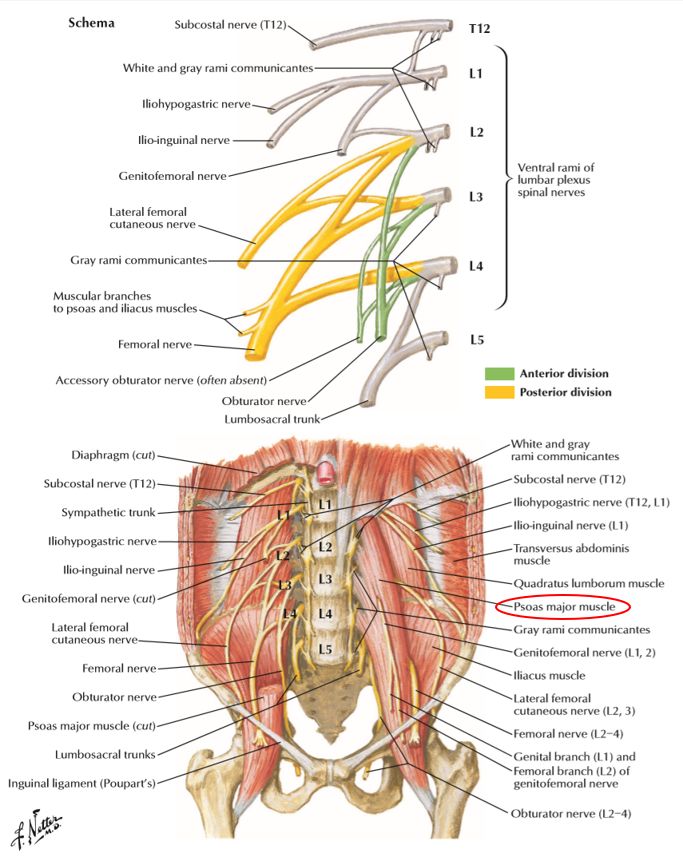 Schema
Subcostal nerve (T12)
T12
White and gray rami communicantes
L1
Iliohypogastric nerve
L2
Ilio-inguinal nerve
Ventral rami of
lumbar plexus
spinal nerves
Genitofemoral nerve
L3
Lateral femoral
cutaneous nerve
Gray rami communicantes
L4
Muscular branches
to psoas and iliacus muscles
Femoral nerve
L5
Accessory obturator nerve (often absent)
Anterior division
Posterior division
Obturator nerve
Lumbosacral trunk
Diaphragm (cut)
Subcostal nerve (T12)
Sympathetic trunk
Iliohypogastric nerve
Ilio-inguinal nerve
Genitofemoral nerve (cut)
Lateral femoral
cutaneous nerve
Femoral nerve
Obturator nerve
Psoas major muscle (cut)
Lumbosacral trunks
Inguinal ligament (Poupart's)
L1
L2
L3
L4
L1
L2
L3
L4
L5
White and gray
rami communicantes
Subcostal nerve (T12)
Iliohypogastric nerve (T12, L1)
Ilio-inguinal nerve (L1)
Transversus abdominis
muscle
Quadratus lumborum muscle
Psoas major muscle
Gray rami communicantes
Genitofemoral nerve (L1, 2)
Iliacus muscle
Lateral femoral
cutaneous nerve (L2, 3)
Femoral nerve (L2–4)
Genital branch (L1) and
Femoral branch (L2) of
genitofemoral nerve
Obturator nerve (L2–4)
F. Netter
M.D.